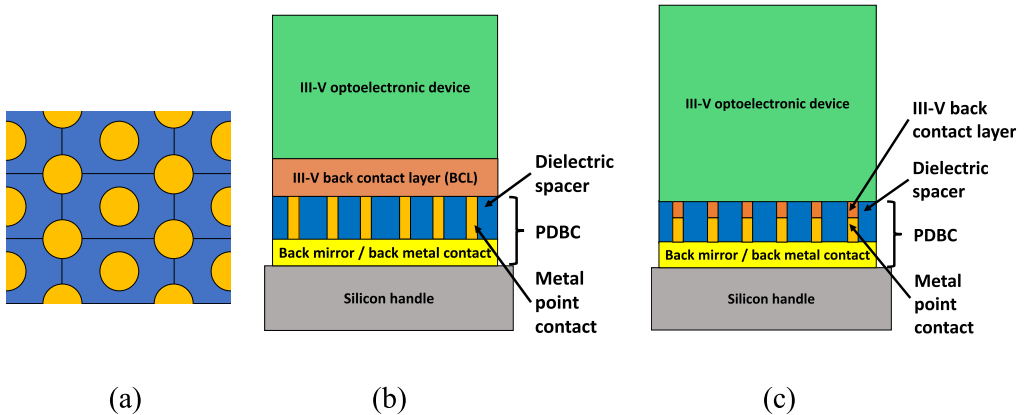 III-V optoelectronic device
III-V back contact layer (BCL)
Back mirror / back metal contact
Silicon handle
Dielectric
spacer
PDBC
Metal
point
contact
III-V optoelectronic device
Back mirror / back metal contact
Silicon handle
III-V back
contact layer
Dielectric
spacer
PDBC
Metal
point
contact
(a)
(b)
(c)